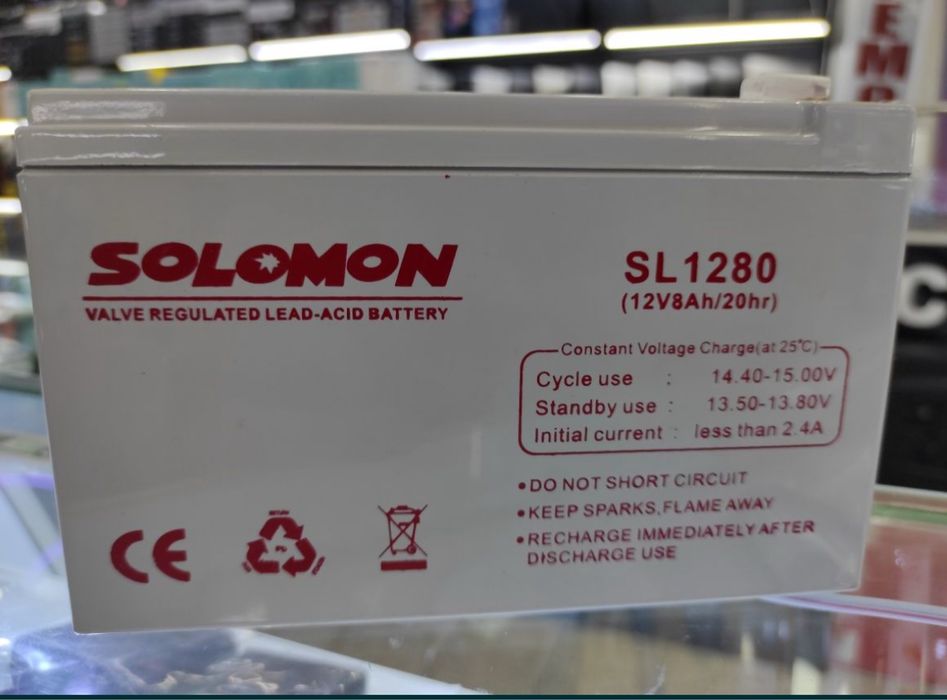 SOLOMON
VALVE REGULATED LEAD-ACID BATTERY
SL1280
(12V8Ah/20hr)
Constant Voltage Charge(at 25℃)
Cycle use : 14.40-15.00V
Standby use : 13.50-13.80V
Initial current : less than 2.4A
•DO NOT SHORT CIRCUIT
•KEEP SPARKS,FLAME AWAY
•RECHARGE IMMEDIATELY AFTER
DISCHARGE USE
CE
Pb